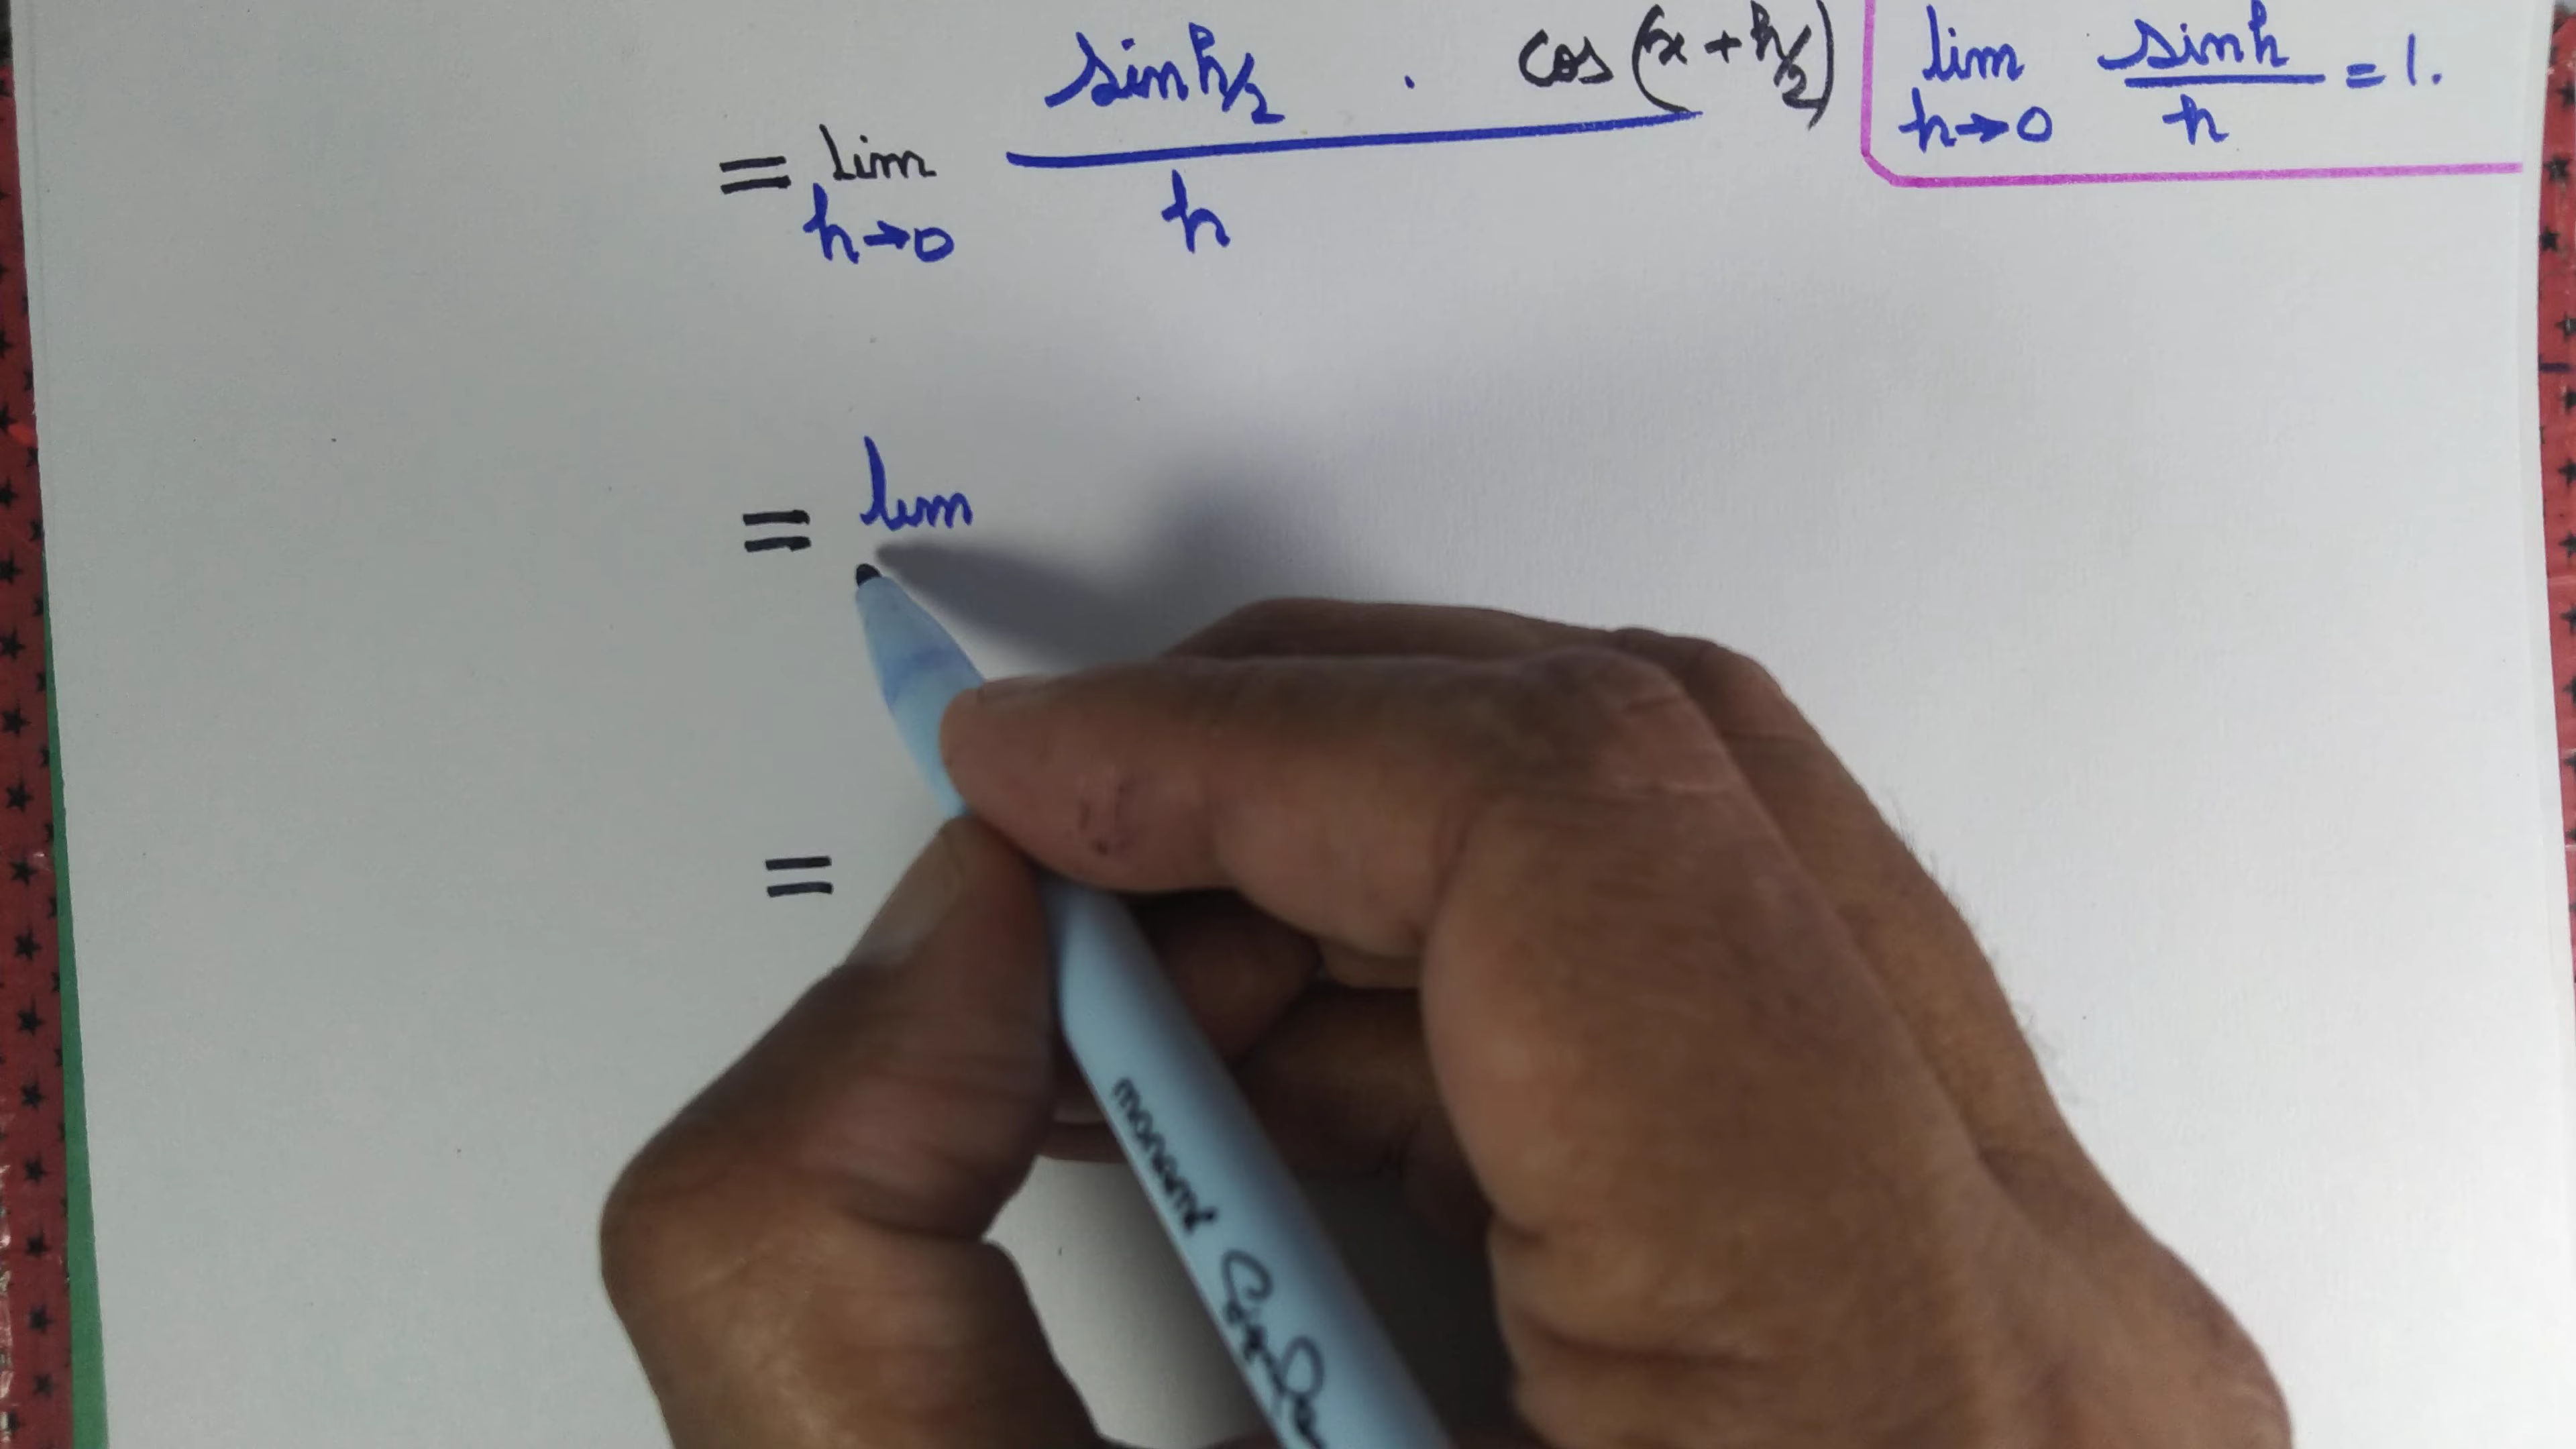 sin h/2 . cos (x + h/2)
= lim
h→0 h
lim sin h = 1.
h→0 h
= lim
=
monami